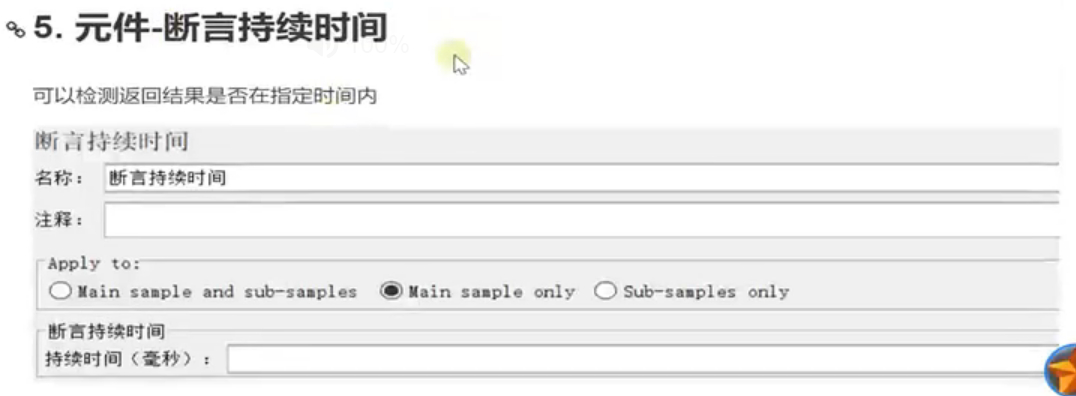 5. 元件-断言持续时间
100%
可以检测返回结果是否在指定时间内
断言持续时间
名称： 断言持续时间
注释：
Apply to:
Main sample and sub-samples Main sample only Sub-samples only
断言持续时间
持续时间（毫秒）：